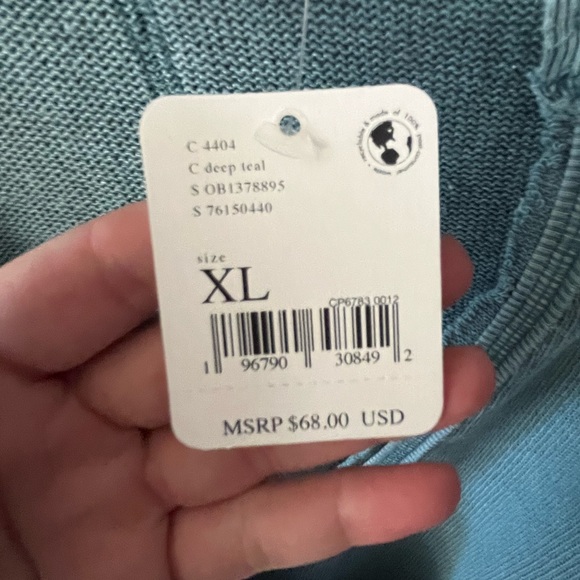 C 4404
C deep teal
S OB1378895
S 76150440
size
XL
CP6783 0012
1 96790 30849 2
MSRP $68.00 USD